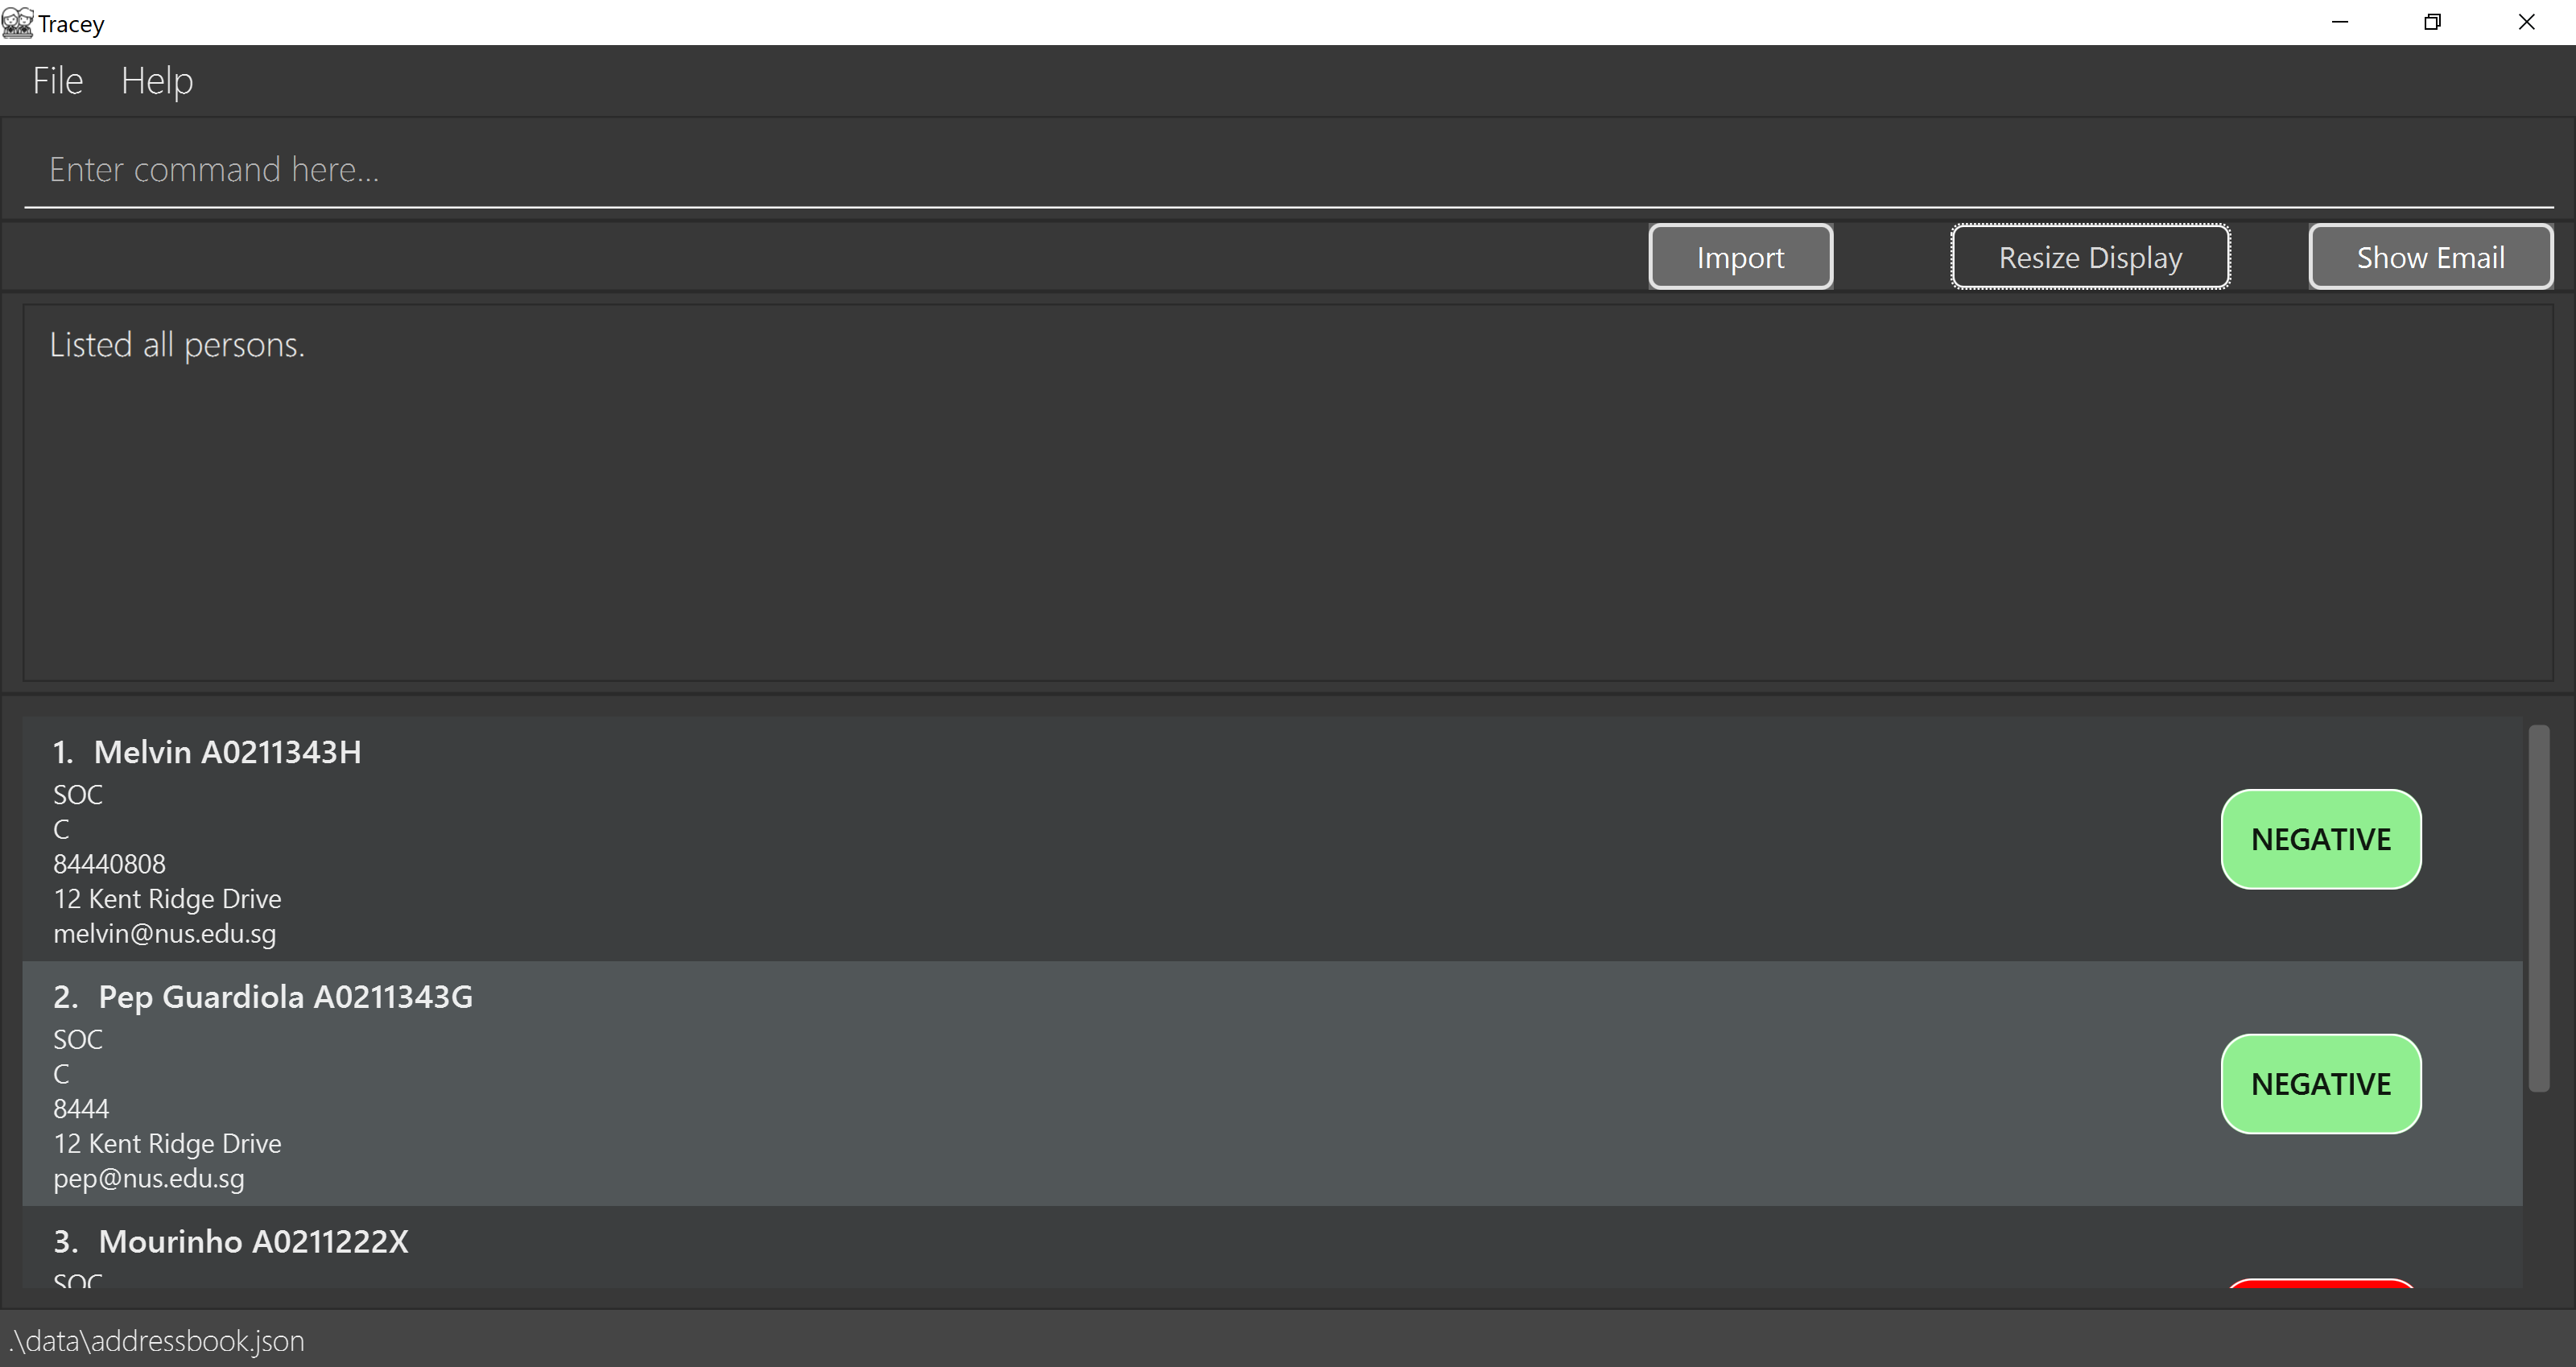 Tracey
File Help
Enter command here...
Import Resize Display Show Email
Listed all persons.
1. Melvin A0211343H
SOC
C
84440808
12 Kent Ridge Drive
melvin@nus.edu.sg
NEGATIVE
2. Pep Guardiola A0211343G
SOC
C
8444
12 Kent Ridge Drive
pep@nus.edu.sg
NEGATIVE
3. Mourinho A0211222X
SOC
.\data\addressbook.json